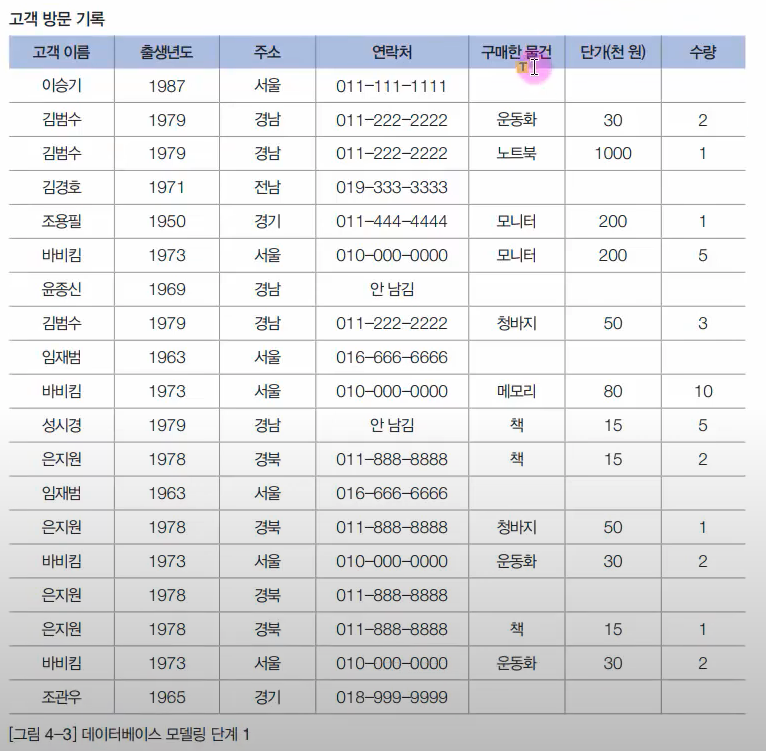 고객 방문 기록
고객 이름 출생년도 주소 연락처 구매한 물건 단가(천 원) 수량
이승기 1987 서울 011-111-1111
김범수 1979 경남 011-222-2222 운동화 30 2
김범수 1979 경남 011-222-2222 노트북 1000 1
김경호 1971 전남 019-333-3333
조용필 1950 경기 011-444-4444 모니터 200 1
바비킴 1973 서울 010-000-0000 모니터 200 5
윤종신 1969 경남 안 남김
김범수 1979 경남 011-222-2222 청바지 50 3
임재범 1963 서울 016-666-6666
바비킴 1973 서울 010-000-0000 메모리 80 10
성시경 1979 경남 안 남김 책 15 5
은지원 1978 경북 011-888-8888 책 15 2
임재범 1963 서울 016-666-6666
은지원 1978 경북 011-888-8888 청바지 50 1
바비킴 1973 서울 010-000-0000 운동화 30 2
은지원 1978 경북 011-888-8888
은지원 1978 경북 011-888-8888 책 15 1
바비킴 1973 서울 010-000-0000 운동화 30 2
조관우 1965 경기 018-999-9999
[그림 4-3] 데이터베이스 모델링 단계 1